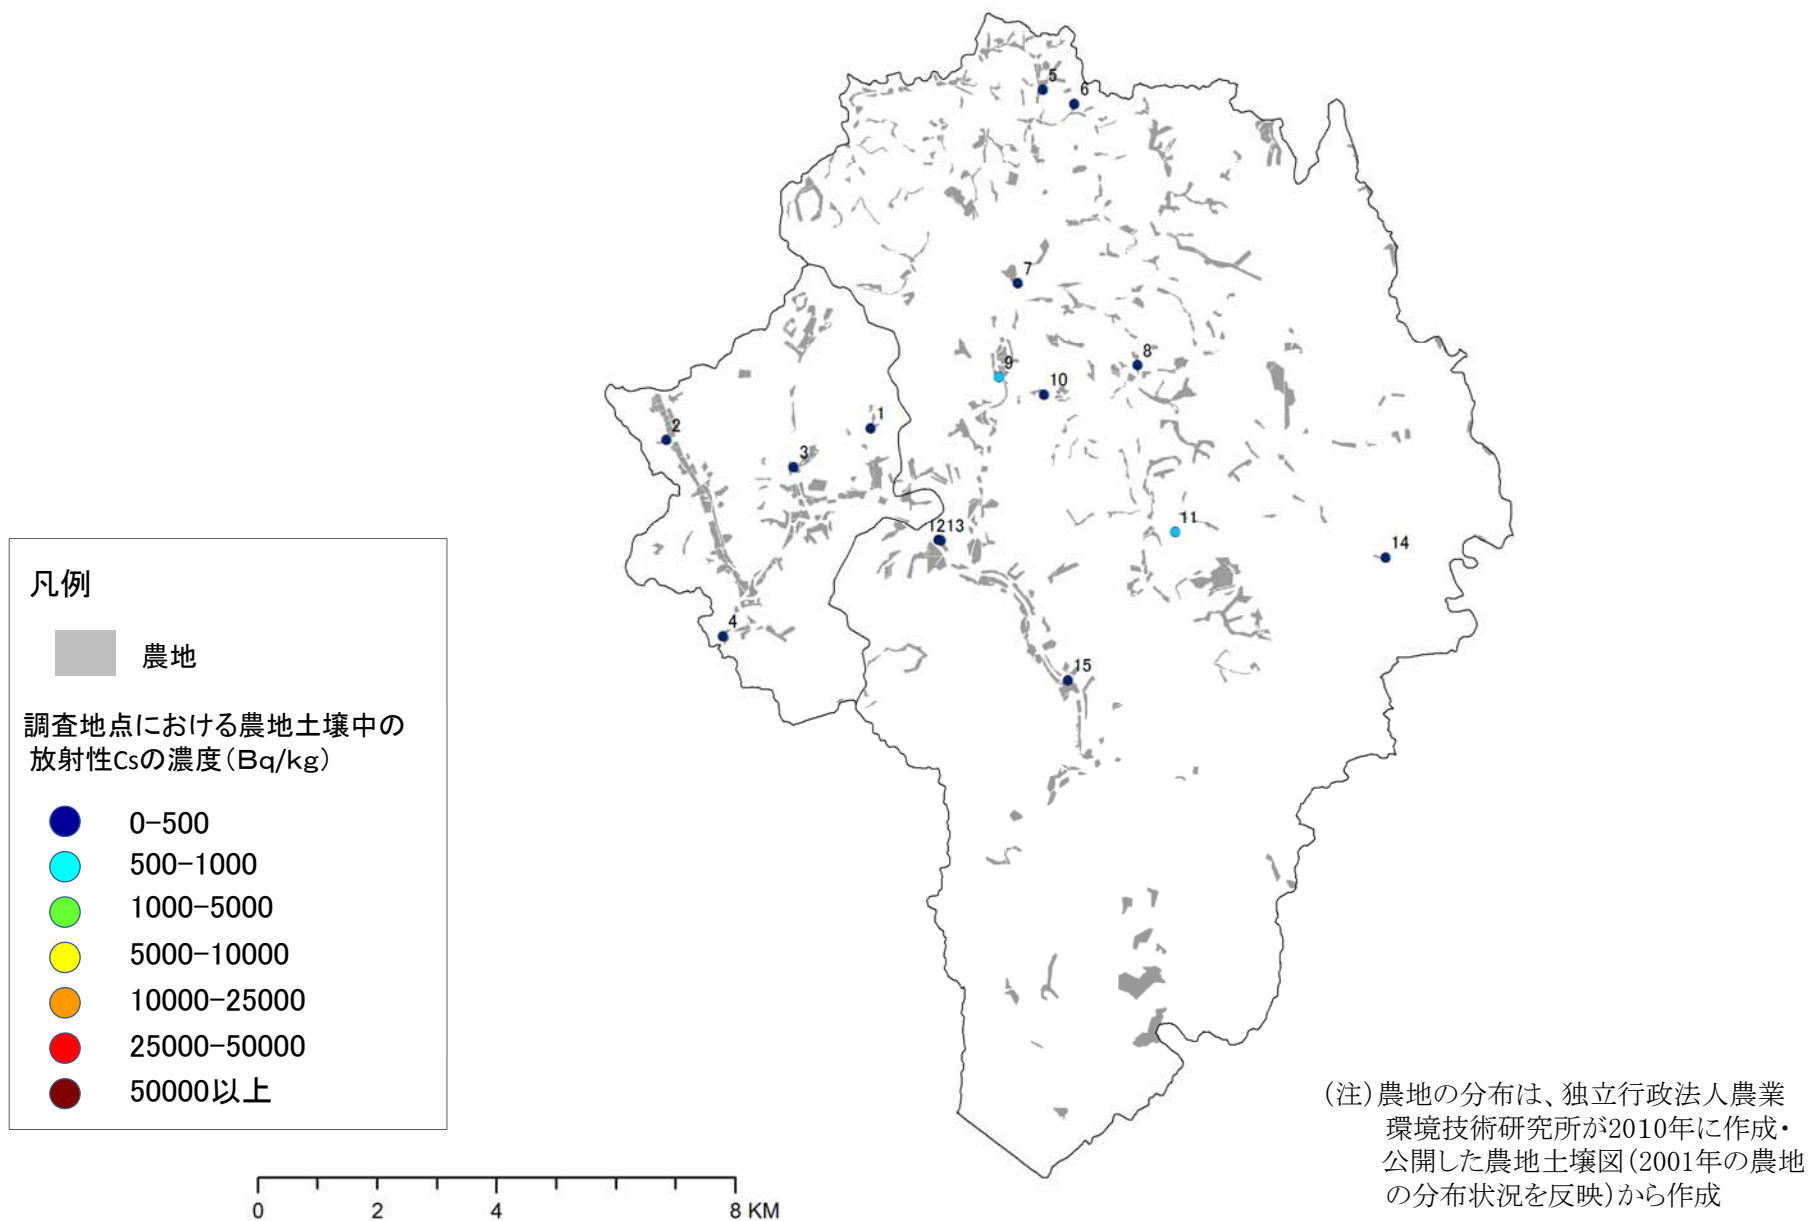 5
6
7
8
9
10
1
2
3
1213
11
14
4
15
凡例
農地
調査地点における農地土壌中の
放射性Csの濃度(Bq/kg)
0-500
500-1000
1000-5000
5000-10000
10000-25000
25000-50000
50000以上
(注)農地の分布は、独立行政法人農業
環境技術研究所が2010年に作成・
公開した農地土壌図(2001年の農地
の分布状況を反映)から作成
0 2 4 8 KM